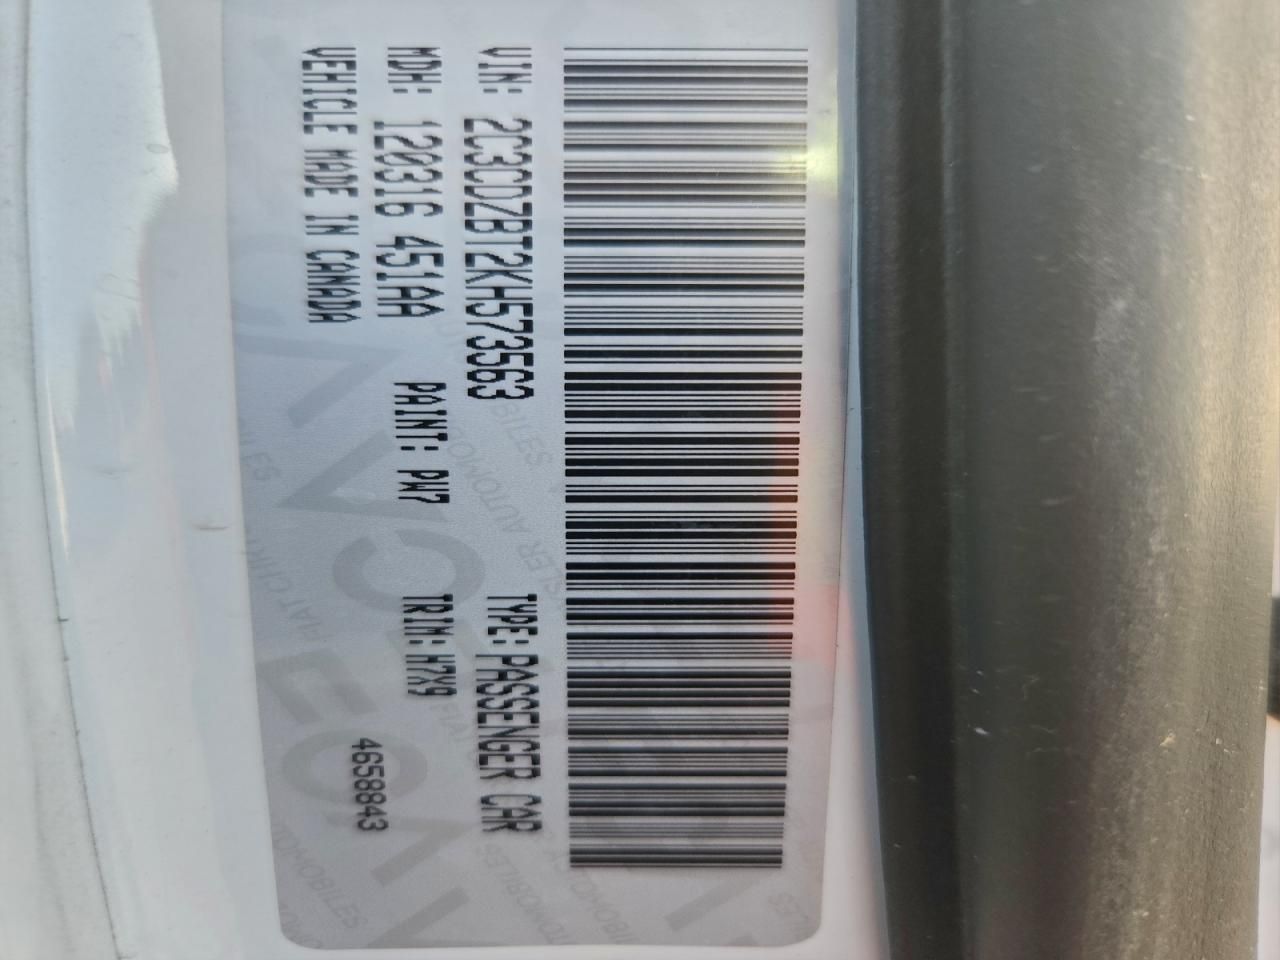 VIN: 2C3CDZBT2KH573563
TYPE: PASSENGER CAR
MDH: 120316 451AA
PAINT: PW7
TRIM: H7X9
VEHICLE MADE IN CANADA
4658843